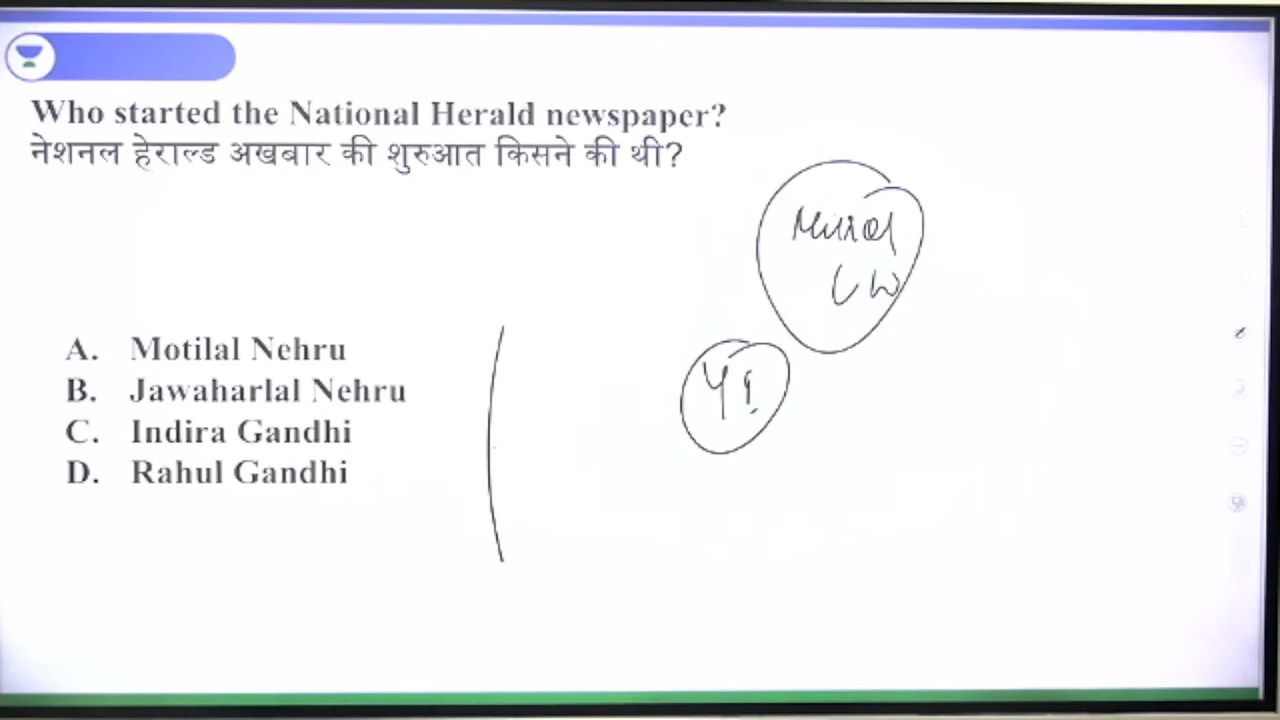 Who started the National Herald newspaper?
नेशनल हेराल्ड अखबार की शुरुआत किसने की थी?
A. Motilal Nehru
B. Jawaharlal Nehru
C. Indira Gandhi
D. Rahul Gandhi